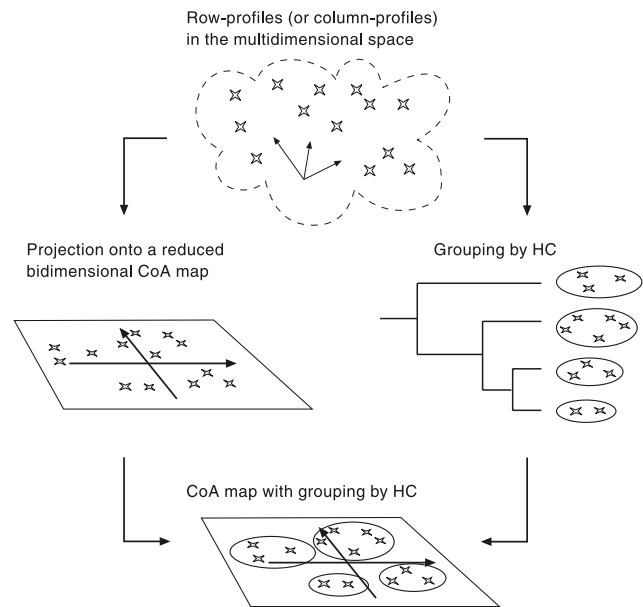 Row-profiles (or column-profiles)
in the multidimensional space
Projection onto a reduced
bidimensional CoA map
Grouping by HC
CoA map with grouping by HC